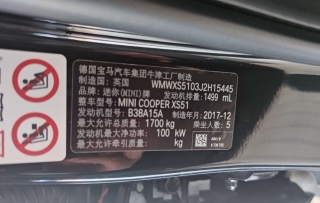 德国宝马汽车集团牛津工厂制造
制造国：英国 WMWXS5103J2H15445
品牌：迷你(MINI)牌 发动机排量：1499 mL
整车型号：MINI COOPER XS51
发动机型号：B38A15A 制造年月：2017-12
最大允许总质量：1700 kg 乘坐人数：5
发动机最大净功率：100 kW
最大允许牵引质量： kg